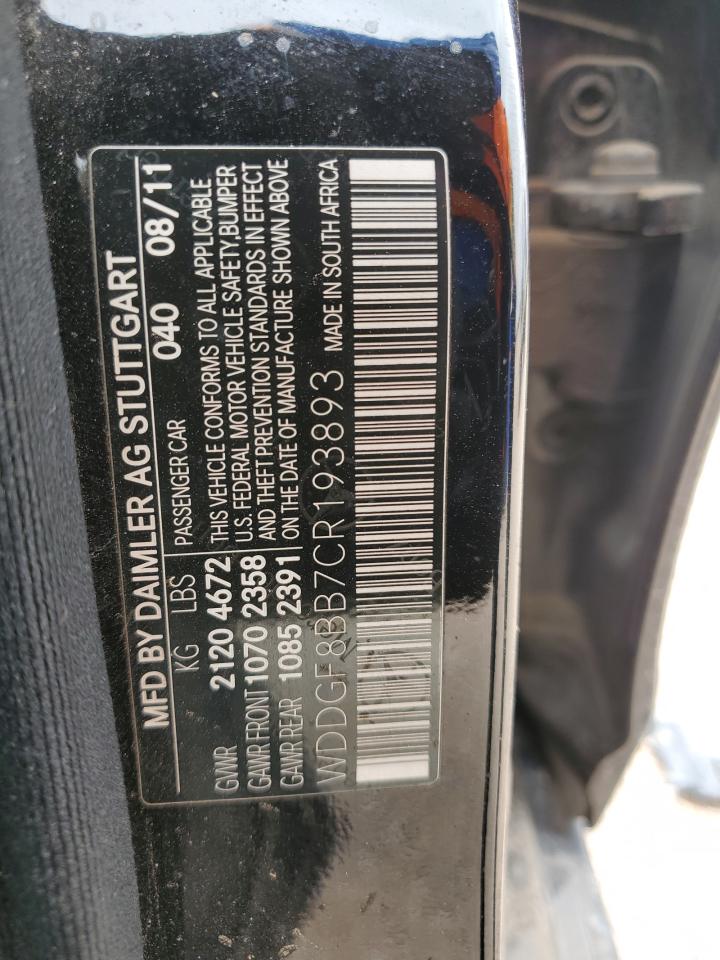 MFD BY DAIMLER AG STUTTGART
KG LBS PASSENGER CAR 040 08/11
GVWR 2120 4672 THIS VEHICLE CONFORMS TO ALL APPLICABLE
GAWR FRONT 1070 2358 U.S. FEDERAL MOTOR VEHICLE SAFETY, BUMPER
GAWR REAR 1085 2391 AND THEFT PREVENTION STANDARDS IN EFFECT
ON THE DATE OF MANUFACTURE SHOWN ABOVE
WDDGF8BB7CR193893 MADE IN SOUTH AFRICA